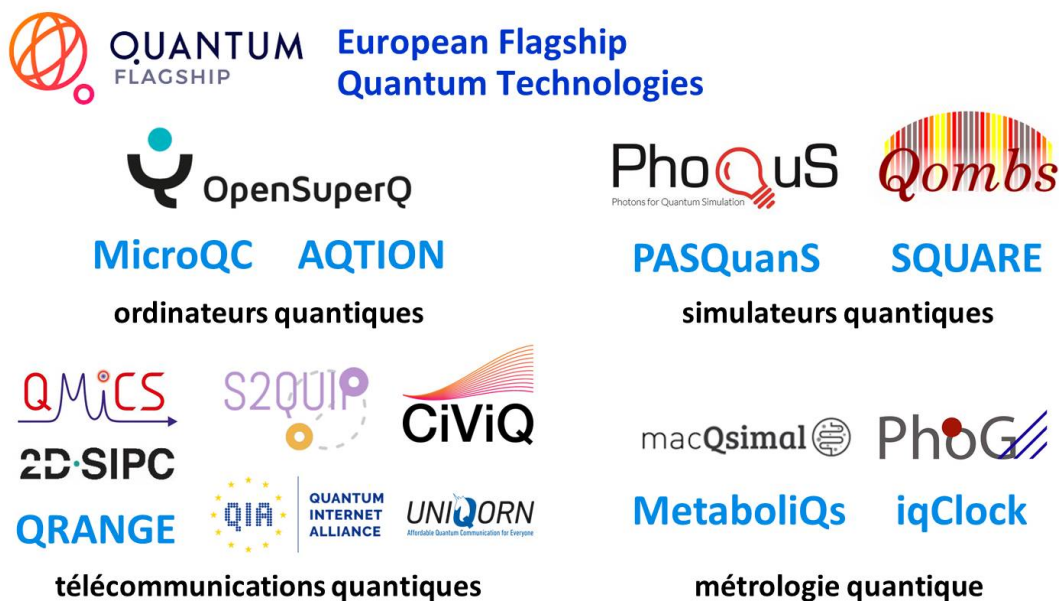 QUANTUM
FLAGSHIP
European Flagship
Quantum Technologies
OpenSuperQ
MicroQC AQTION
ordinateurs quantiques
PhoQuS
Photons for Quantum Simulation
Qombs
PASQuanS SQUARE
simulateurs quantiques
QMiCS
S2QUIP
CiViQ
2D·SIPC
QRANGE
QIA
QUANTUM
INTERNET
ALLIANCE
UNIQORN
Affordable Quantum Communication for Everyone
télécommunications quantiques
macQsimal
PhoG
MetaboliQs iqClock
métrologie quantique